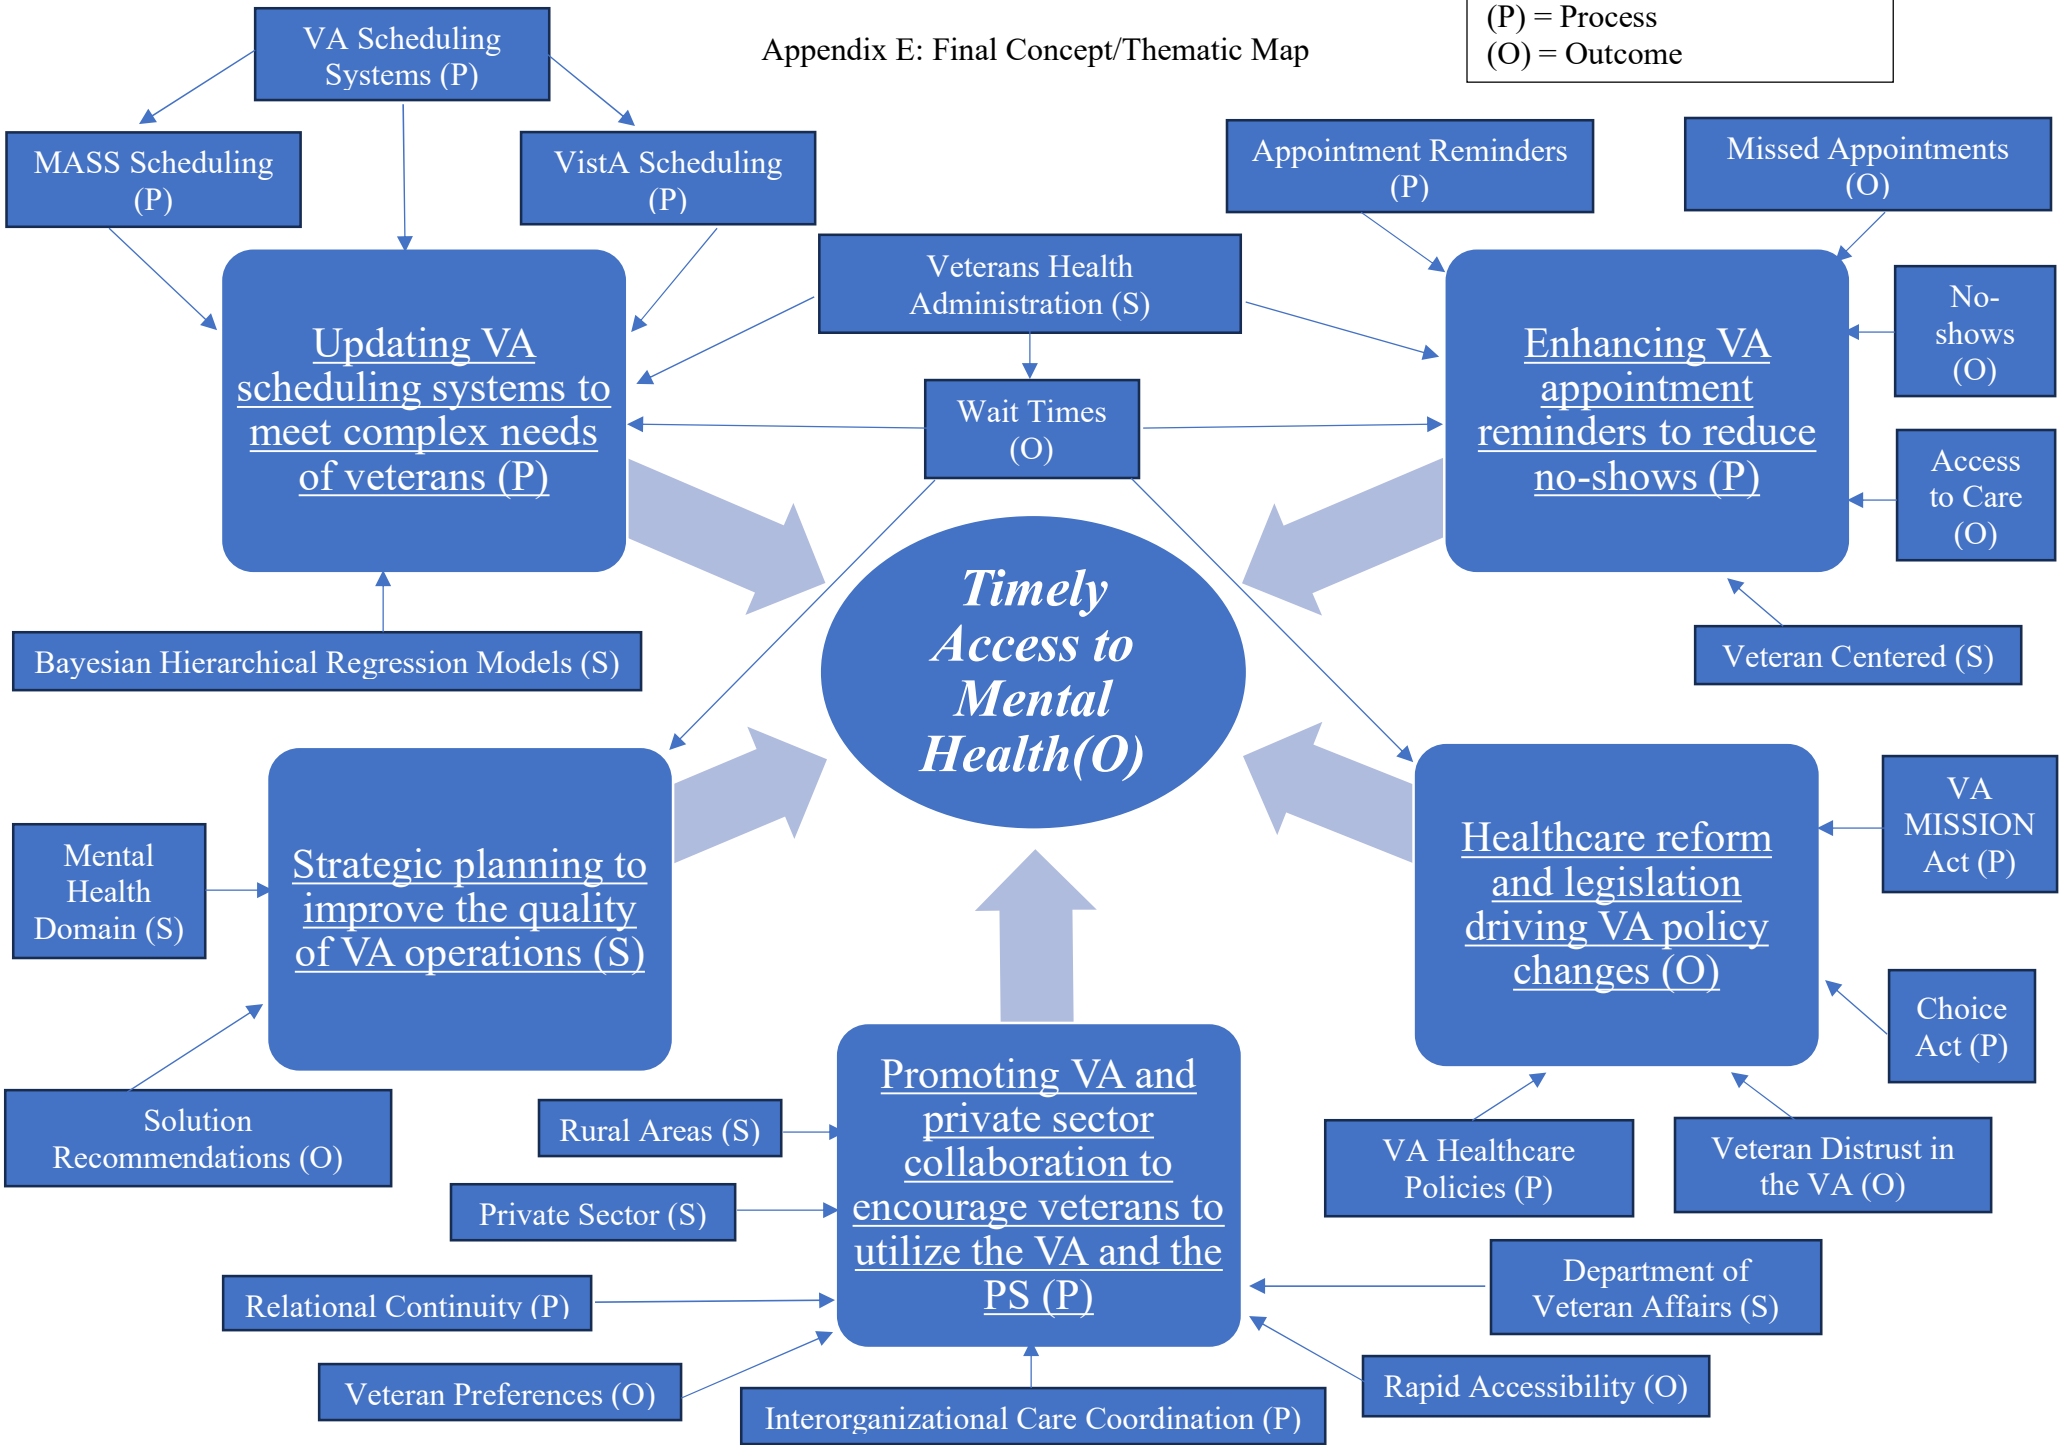 (P) = Process
(O) = Outcome
Appendix E: Final Concept/Thematic Map
VA Scheduling
Systems (P)
MASS Scheduling
(P)
VistA Scheduling
(P)
Appointment Reminders
(P)
Missed Appointments
(O)
Veterans Health
Administration (S)
Updating VA
scheduling systems to
meet complex needs
of veterans (P)
Wait Times
(O)
Enhancing VA
appointment
reminders to reduce
no-shows (P)
No-
shows
(O)
Access
to Care
(O)
Bayesian Hierarchical Regression Models (S)
Timely
Access to
Mental
Health(O)
Veteran Centered (S)
Mental
Health
Domain (S)
Strategic planning to
improve the quality
of VA operations (S)
Healthcare reform
and legislation
driving VA policy
changes (O)
VA
MISSION
Act (P)
Choice
Act (P)
Solution
Recommendations (O)
Rural Areas (S)
Private Sector (S)
Relational Continuity (P)
Veteran Preferences (O)
Promoting VA and
private sector
collaboration to
encourage veterans to
utilize the VA and the
PS (P)
VA Healthcare
Policies (P)
Veteran Distrust in
the VA (O)
Department of
Veteran Affairs (S)
Rapid Accessibility (O)
Interorganizational Care Coordination (P)